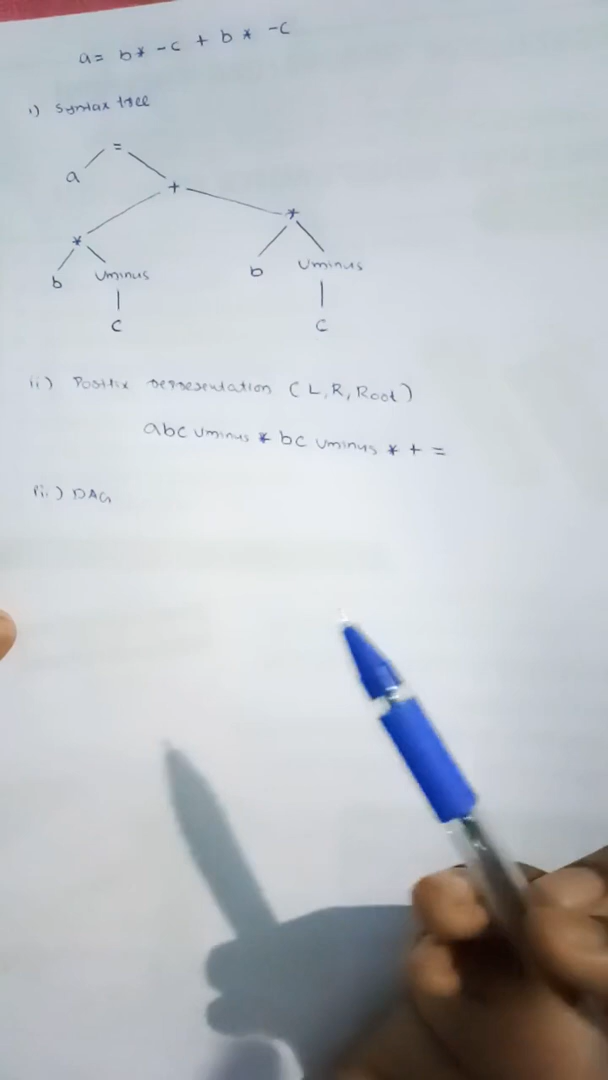 a = b * - c + b * - c
i) Syntax tree
=
a
+
*
*
b Uminus
b Uminus
c
c
ii) Postfix representation (L, R, Root)
abc uminus * bc uminus * + =
iii.) DAG